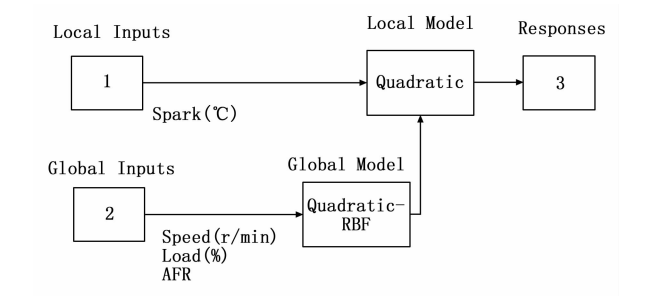 Local Inputs
Local Model
Responses
1
Quadratic
3
Spark(℃)
Global Inputs
Global Model
2
Quadratic-
RBF
Speed(r/min)
Load(%)
AFR